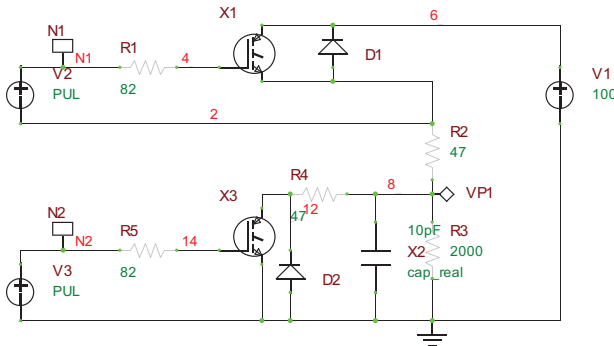 X1
6
N1
N1
R1
4
D1
V2
PUL
82
V1
100
2
R2
47
X3
R4
8
VP1
47
12
N2
N2
R5
14
10pF
R3
X2
2000
V3
PUL
82
D2
cap_real